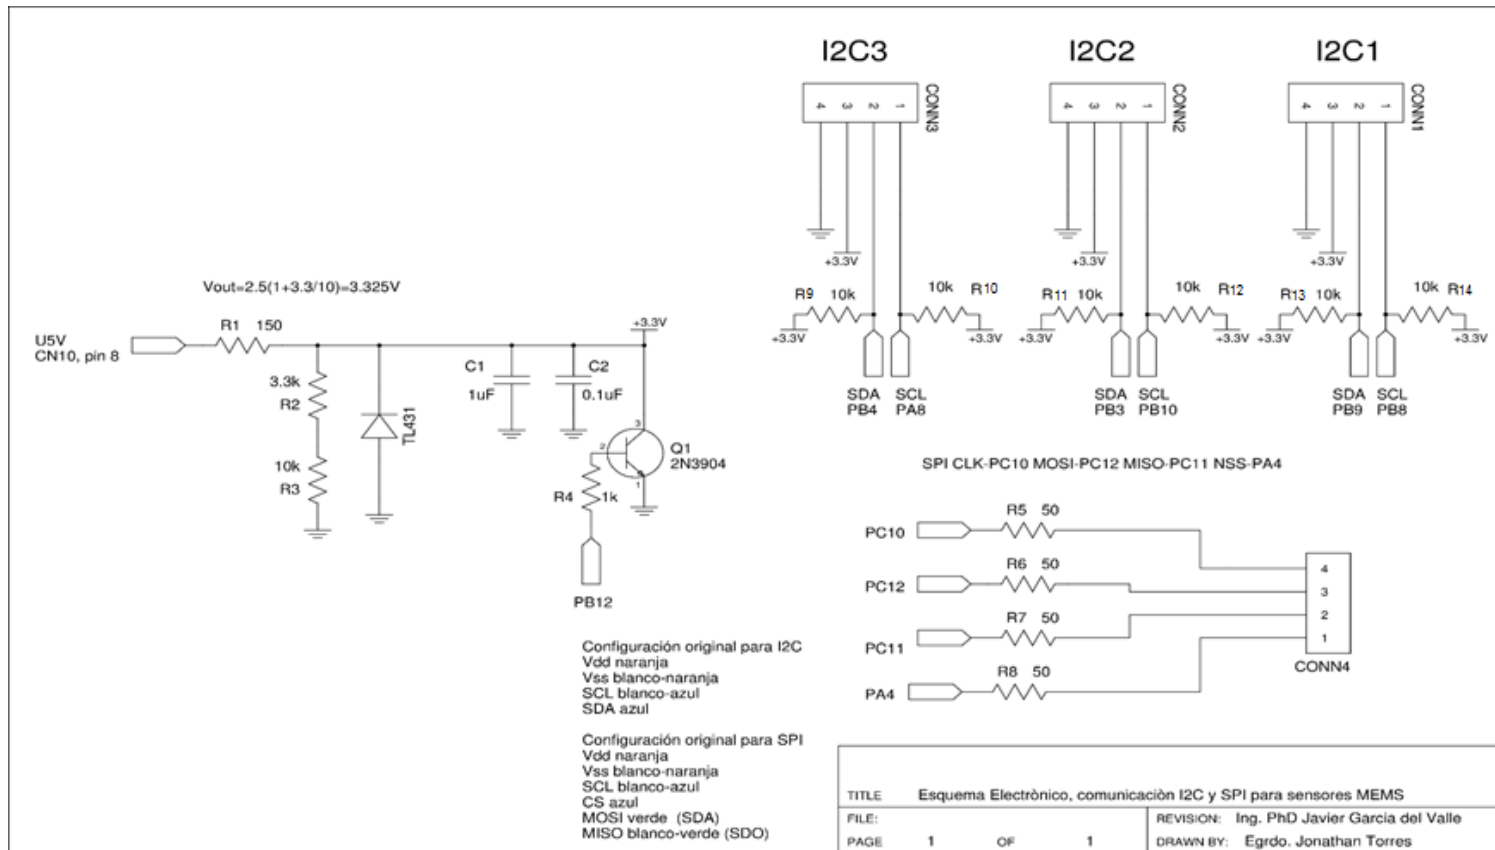 I2C3
I2C2
I2C1
4 3 2 1
CONN3
4 3 2 1
CONN2
4 3 2 1
CONN1
+3.3V
+3.3V
+3.3V
R9 10k
10k R10
R11 10k
10k R12
R13 10k
10k R14
+3.3V
+3.3V
+3.3V
+3.3V
+3.3V
+3.3V
SDA
PB4
SCL
PA8
SDA
PB3
SCL
PB10
SDA
PB9
SCL
PB8
Vout=2.5(1+3.3/10)=3.325V
U5V
CN10, pin 8
R1 150
+3.3V
3.3k
R2
10k
R3
TL431
C1
1uF
C2
0.1uF
3
2
1
Q1
2N3904
R4
1k
PB12
SPI CLK-PC10 MOSI-PC12 MISO-PC11 NSS-PA4
PC10
R5 50
PC12
R6 50
PC11
R7 50
PA4
R8 50
4
3
2
1
CONN4
Configuración original para I2C
Vdd naranja
Vss blanco-naranja
SCL blanco-azul
SDA azul
Configuración original para SPI
Vdd naranja
Vss blanco-naranja
SCL blanco-azul
CS azul
MOSI verde (SDA)
MISO blanco-verde (SDO)
TITLE Esquema Electrònico, comunicaciòn I2C y SPI para sensores MEMS
FILE:
REVISION: Ing. PhD Javier Garcia del Valle
PAGE 1 OF 1
DRAWN BY: Egrdo. Jonathan Torres